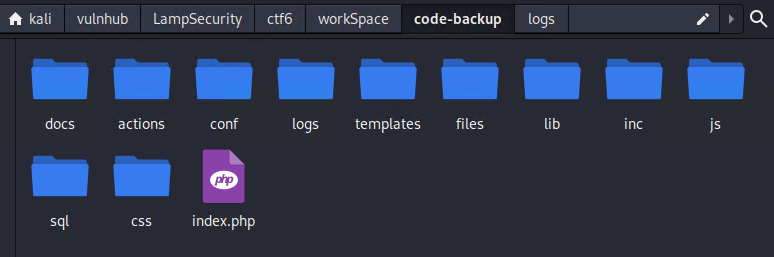 kali vulnhub LampSecurity ctf6 workSpace code-backup logs
docs actions conf logs templates files lib inc js
php
sql css index.php